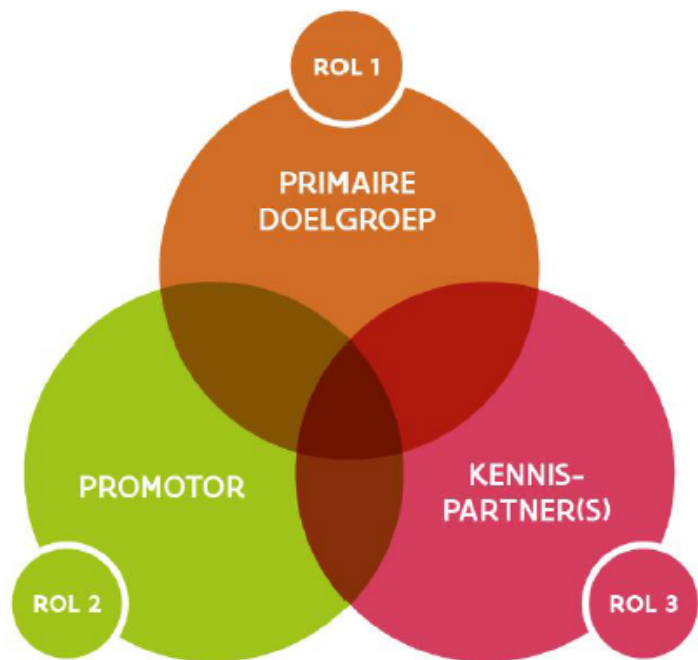 ROL 1
PRIMAIRE
DOELGROEP
PROMOTOR
KENNIS-
PARTNER(S)
ROL 2
ROL 3